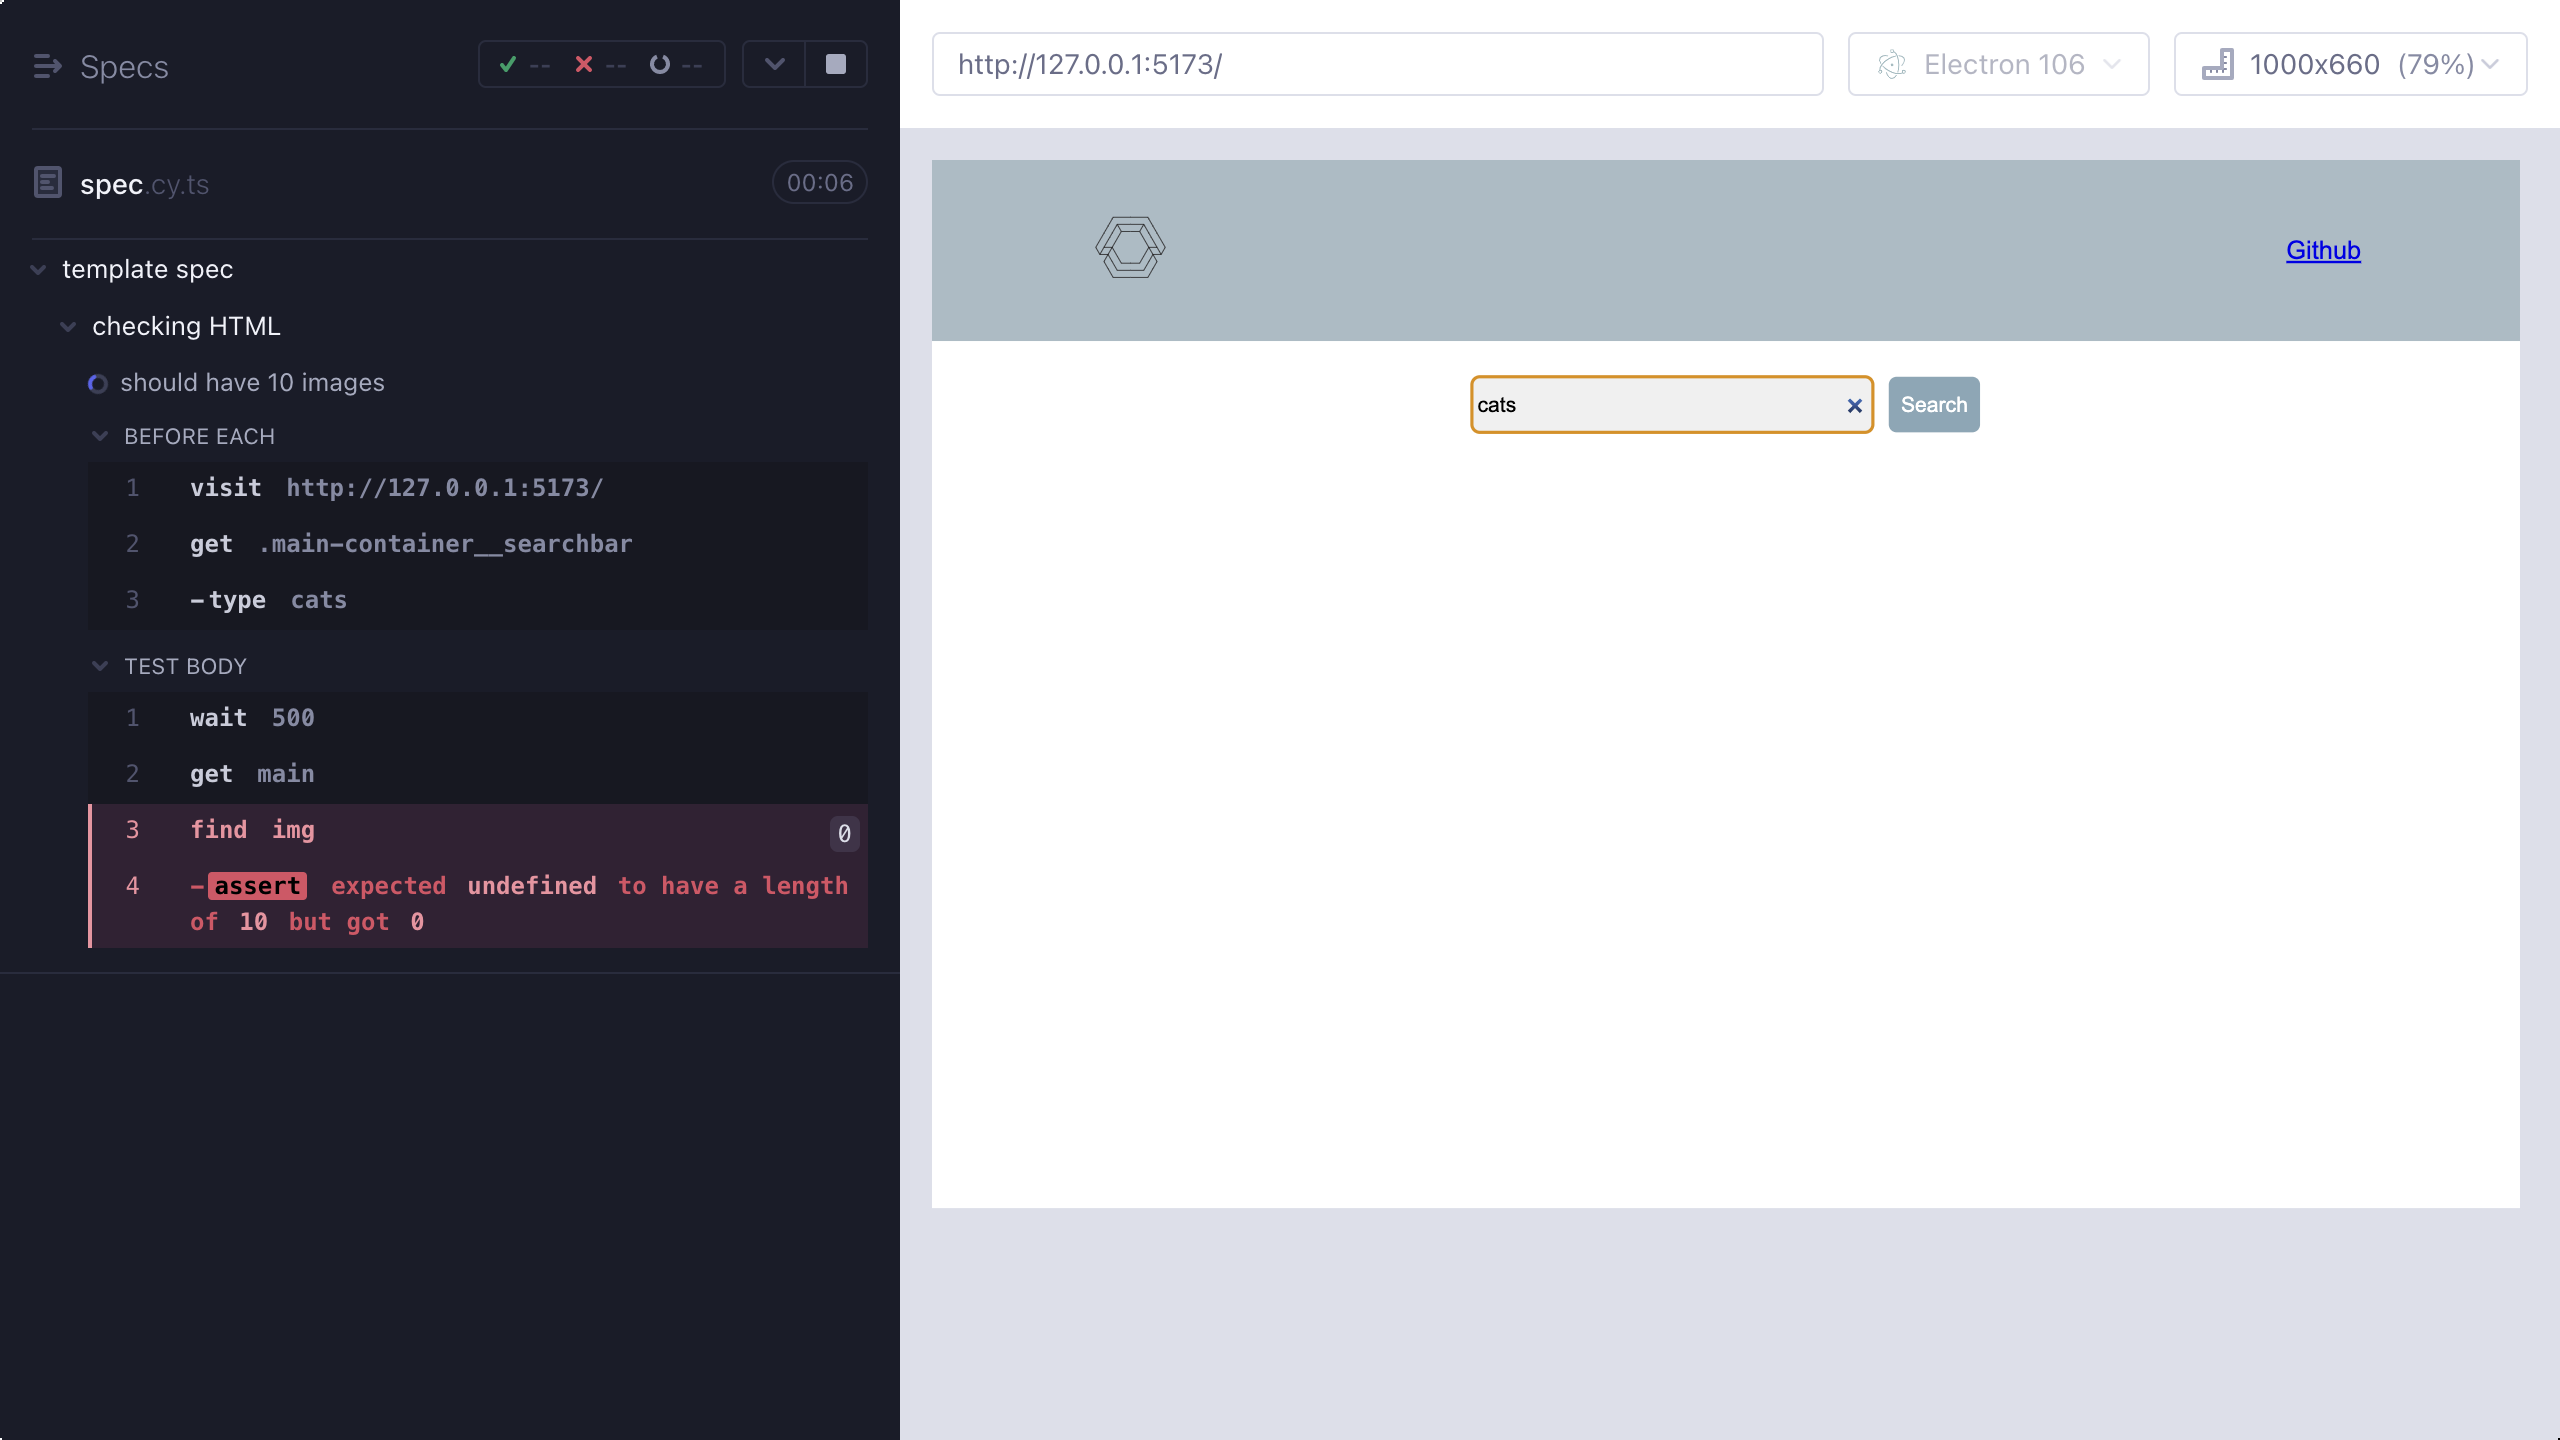 Specs
-- -- --
spec.cy.ts
00:06
template spec
checking HTML
should have 10 images
BEFORE EACH
1 visit http://127.0.0.1:5173/
2 get .main-container__searchbar
3 -type cats
TEST BODY
1 wait 500
2 get main
3 find img 0
4 -assert expected undefined to have a length
of 10 but got 0
http://127.0.0.1:5173/
Electron 106
1000x660 (79%)
Github
cats
Search